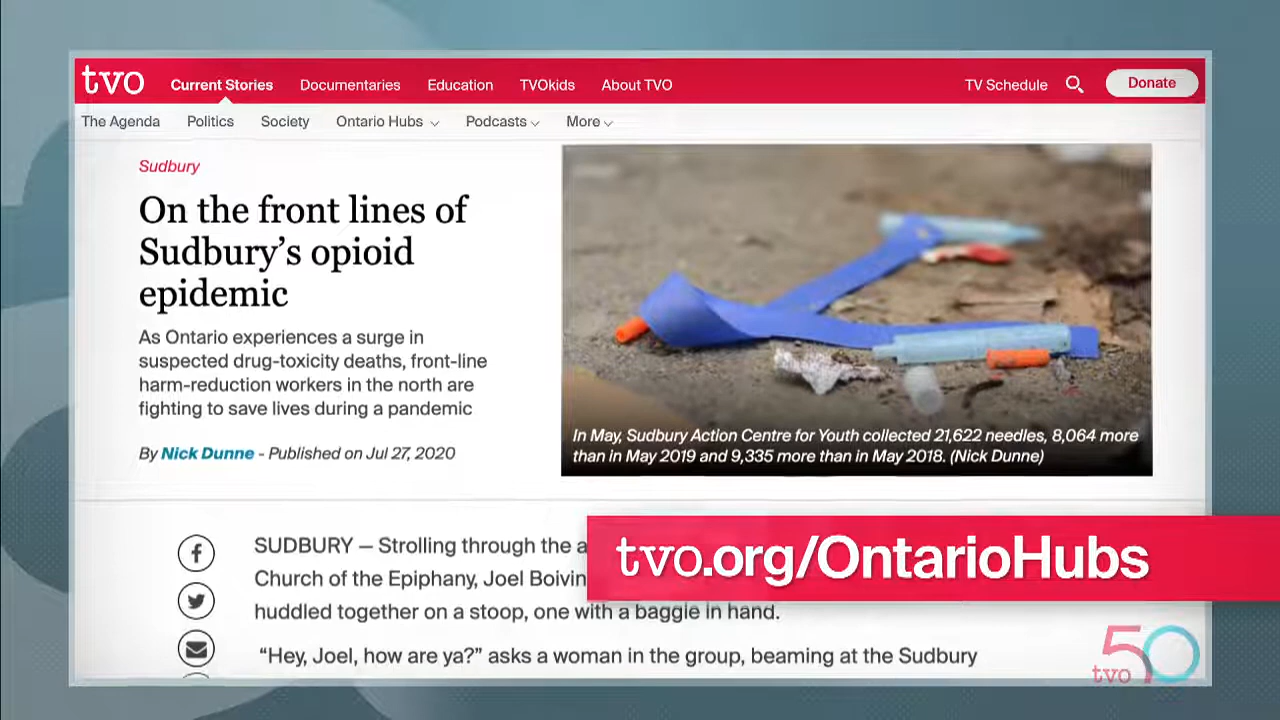 tvo
Current Stories Documentaries Education TVOkids About TVO TV Schedule Donate
The Agenda Politics Society Ontario Hubs Podcasts More
Sudbury
On the front lines of
Sudbury's opioid
epidemic
As Ontario experiences a surge in
suspected drug-toxicity deaths, front-line
harm-reduction workers in the north are
fighting to save lives during a pandemic
By Nick Dunne - Published on Jul 27, 2020
In May, Sudbury Action Centre for Youth collected 21,622 needles, 8,064 more
than in May 2019 and 9,335 more than in May 2018. (Nick Dunne)
SUDBURY — Strolling through the a
Church of the Epiphany, Joel Boivin
huddled together on a stoop, one with a baggie in hand.
“Hey, Joel, how are ya?” asks a woman in the group, beaming at the Sudbury
tvo.org/OntarioHubs
50
tvo